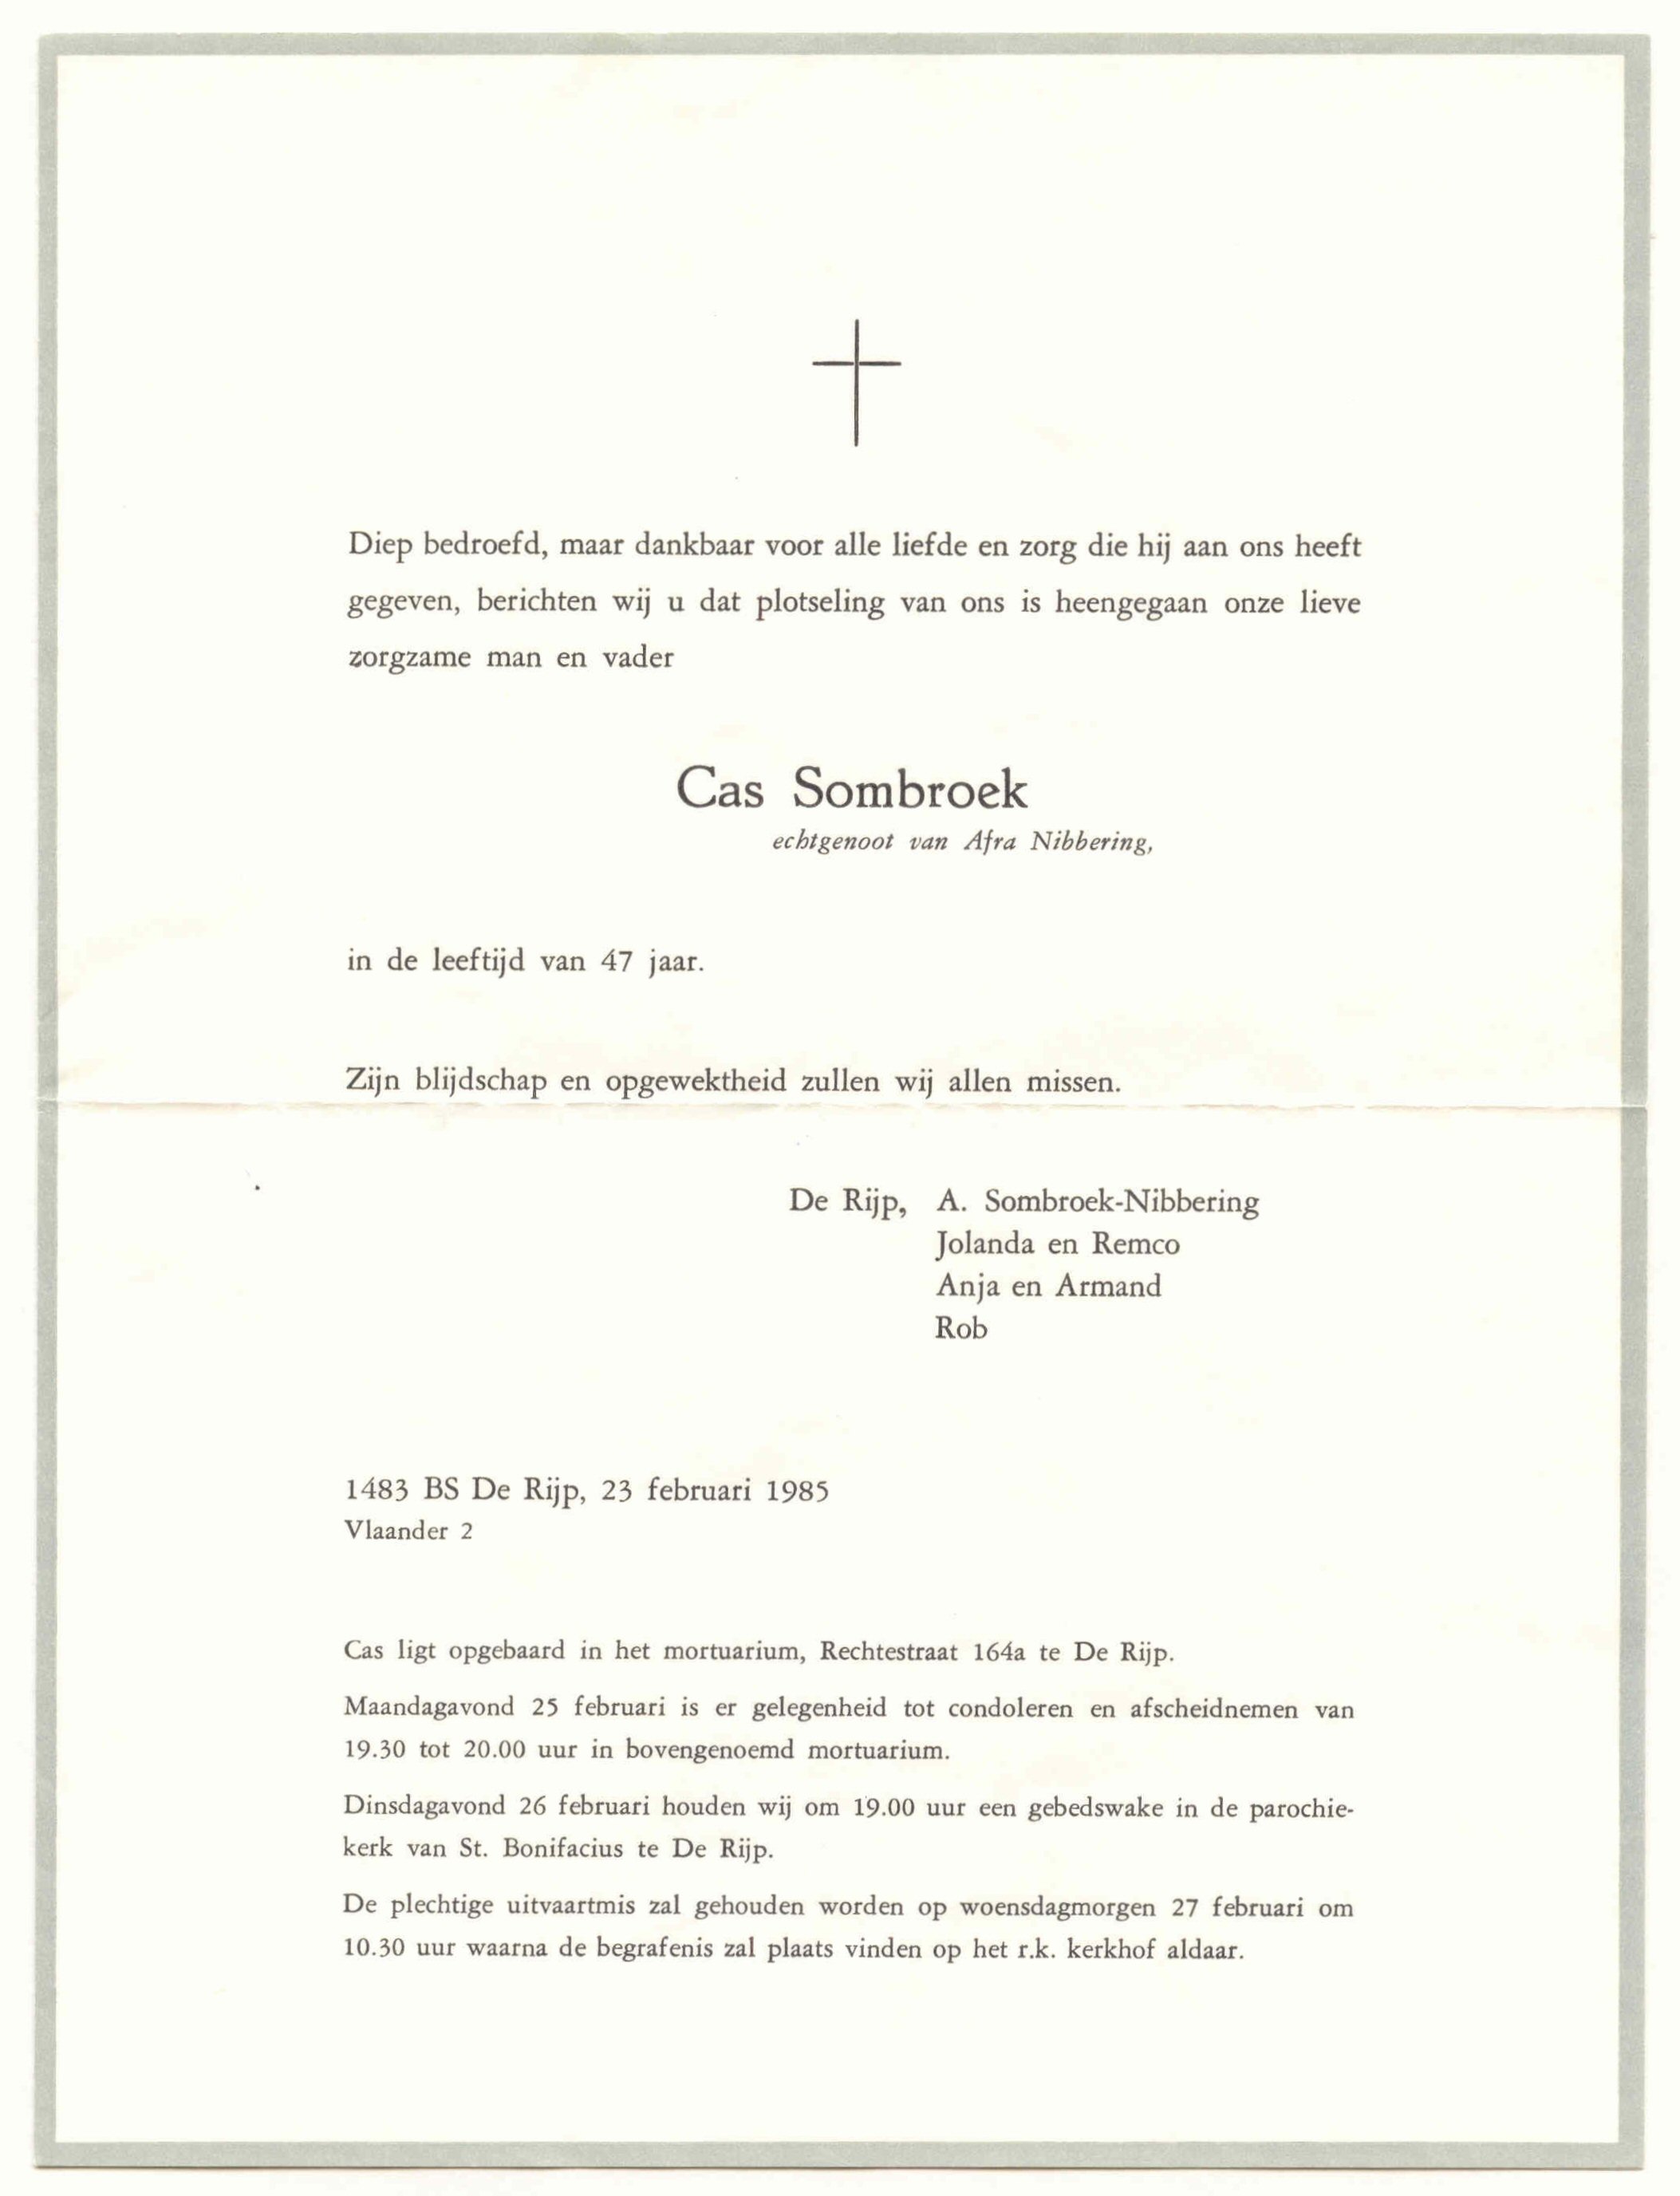 Diep bedroefd, maar dankbaar voor alle liefde en zorg die hij aan ons heeft
gegeven, berichten wij u dat plotseling van ons is heengegaan onze lieve
zorgzame man en vader
Cas Sombroek
echtgenoot van Afra Nibbering,
in de leeftijd van 47 jaar.
Zijn blijdschap en opgewektheid zullen wij allen missen.
De Rijp, A. Sombroek-Nibbering
Jolanda en Remco
Anja en Armand
Rob
1483 BS De Rijp, 23 februari 1985
Vlaander 2
Cas ligt opgebaard in het mortuarium, Rechtestraat 164a te De Rijp.
Maandagavond 25 februari is er gelegenheid tot condoleren en afscheidnemen van
19.30 tot 20.00 uur in bovengenoemd mortuarium.
Dinsdagavond 26 februari houden wij om 19.00 uur een gebedswake in de parochie-
kerk van St. Bonifacius te De Rijp.
De plechtige uitvaartmis zal gehouden worden op woensdagmorgen 27 februari om
10.30 uur waarna de begrafenis zal plaats vinden op het r.k. kerkhof aldaar.